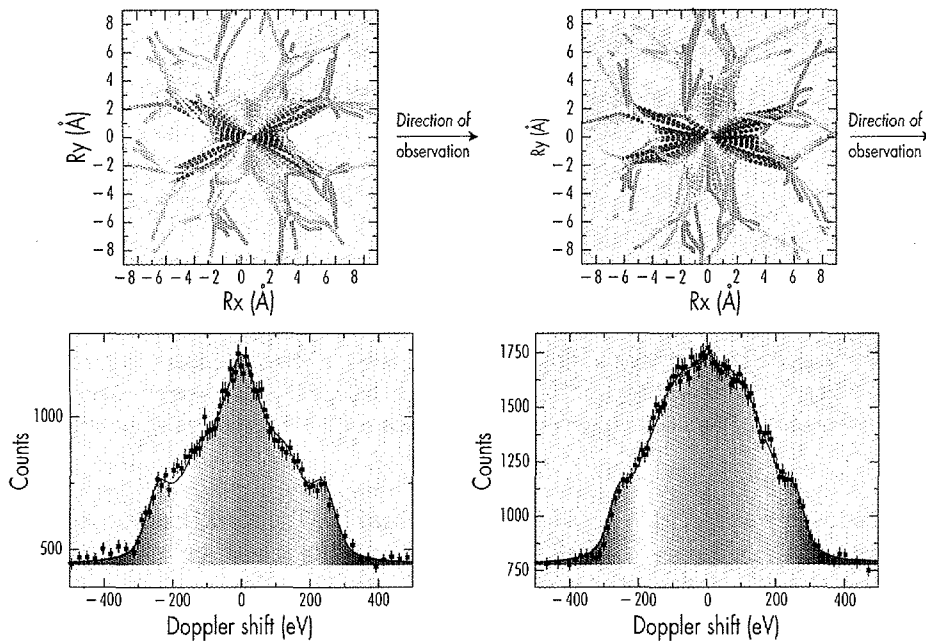 8
6
4
2
0
−2
−4
−6
−8
Ry (Å)
−8 −6 −4 −2 0 2 4 6 8
Rx (Å)
Direction of
observation
8
6
4
2
0
−2
−4
−6
−8
Ry (Å)
−8 −6 −4 −2 0 2 4 6 8
Rx (Å)
Direction of
observation
1000
500
Counts
−400 −200 0 200 400
Doppler shift (eV)
1750
1500
1250
1000
750
Counts
−400 −200 0 200 400
Doppler shift (eV)